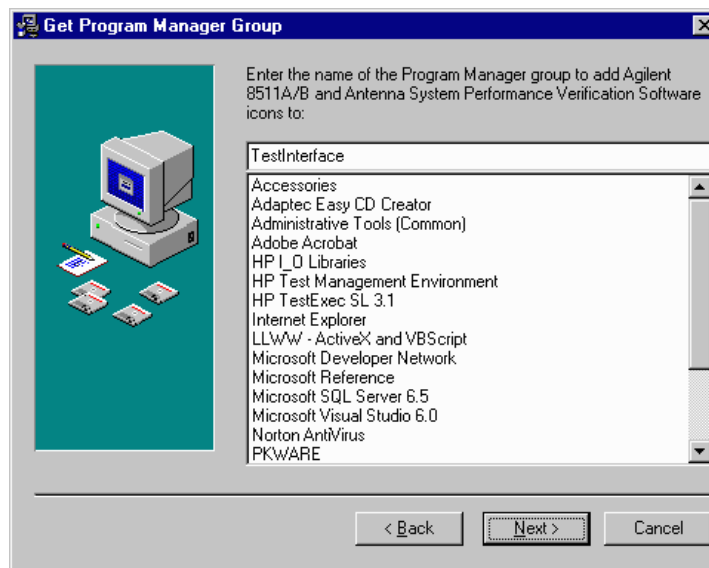 Get Program Manager Group
Enter the name of the Program Manager group to add Agilent
8511A/B and Antenna System Performance Verification Software
icons to:
TestInterface
Accessories
Adaptec Easy CD Creator
Administrative Tools (Common)
Adobe Acrobat
HP I_O Libraries
HP Test Management Environment
HP TestExec SL 3.1
Internet Explorer
LLWW - ActiveX and VBScript
Microsoft Developer Network
Microsoft Reference
Microsoft SQL Server 6.5
Microsoft Visual Studio 6.0
Norton AntiVirus
PKWARE
< Back
Next >
Cancel